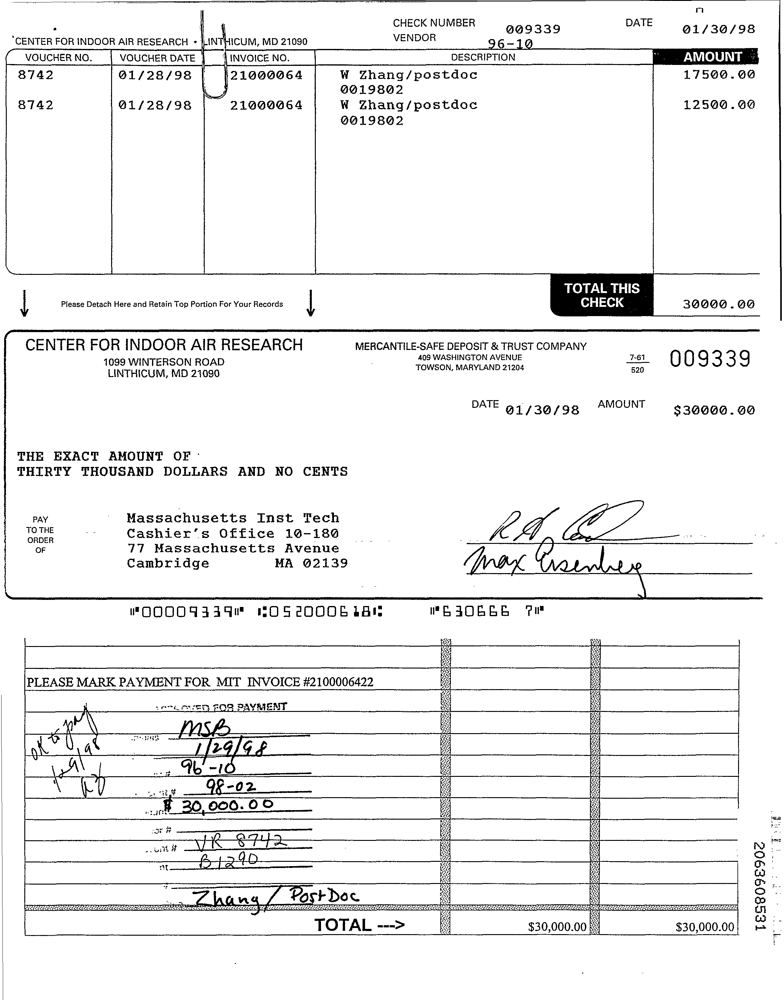 CHECK NUMBER 009339 DATE 01/30/98
CENTER FOR INDOOR AIR RESEARCH • LINTHICUM, MD 21090 VENDOR 96-10
VOUCHER NO. VOUCHER DATE INVOICE NO. DESCRIPTION AMOUNT
8742 01/28/98 21000064 W Zhang/postdoc 17500.00
0019802
8742 01/28/98 21000064 W Zhang/postdoc 12500.00
0019802
Please Detach Here and Retain Top Portion For Your Records
TOTAL THIS
CHECK 30000.00
CENTER FOR INDOOR AIR RESEARCH
1099 WINTERSON ROAD
LINTHICUM, MD 21090
MERCANTILE-SAFE DEPOSIT & TRUST COMPANY
409 WASHINGTON AVENUE
TOWSON, MARYLAND 21204
7-61
520
009339
DATE 01/30/98 AMOUNT $30000.00
THE EXACT AMOUNT OF
THIRTY THOUSAND DOLLARS AND NO CENTS
PAY
TO THE
ORDER
OF
Massachusetts Inst Tech
Cashier's Office 10-180
77 Massachusetts Avenue
Cambridge MA 02139
Max Eisenberg
⑈00009339⑈ ⑆052000618⑆ ⑈630666 7⑈
PLEASE MARK PAYMENT FOR MIT INVOICE #2100006422
FOR PAYMENT
OK to pay
1/29/98
MSB
1/29/98
96-10
98-02
$ 30,000.00
VR 8742
B1290
Zhang / PostDoc
TOTAL ---> $30,000.00 $30,000.00
2063608531